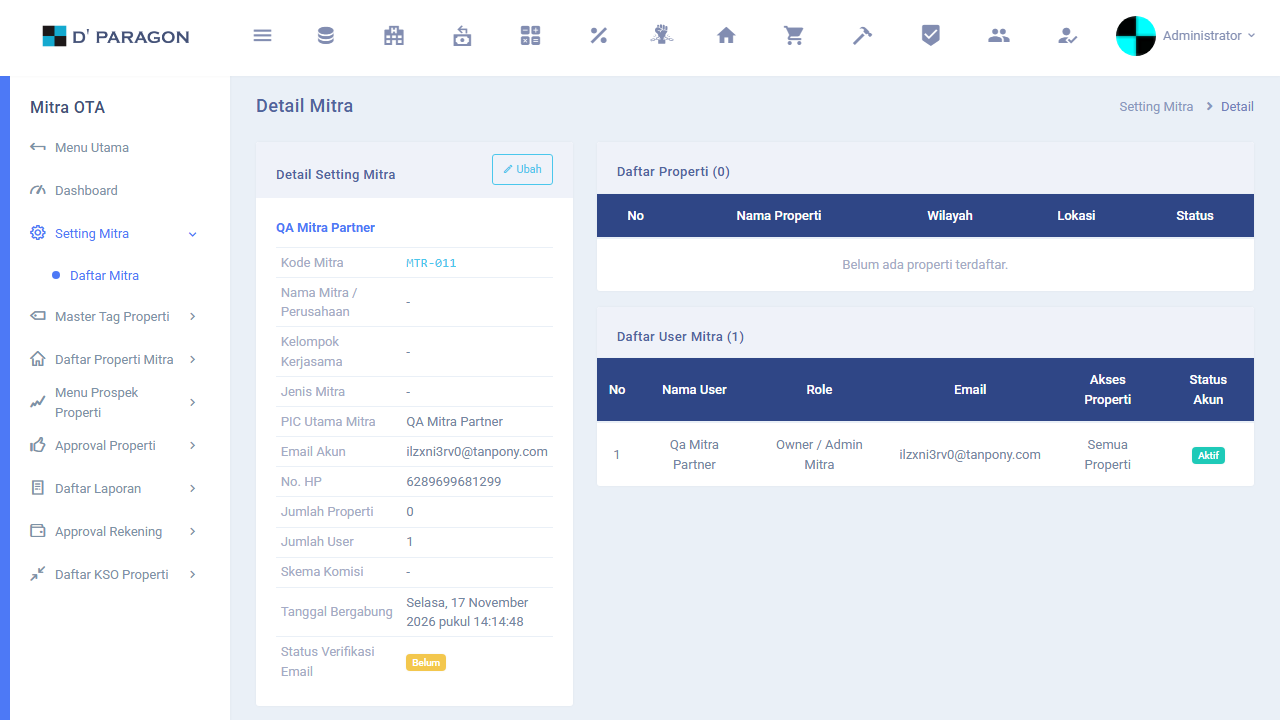 D' PARAGON
Administrator
Mitra OTA
Menu Utama
Dashboard
Setting Mitra
Daftar Mitra
Master Tag Properti
Daftar Properti Mitra
Menu Prospek
Properti
Approval Properti
Daftar Laporan
Approval Rekening
Daftar KSO Properti
Detail Mitra
Setting Mitra > Detail
Detail Setting Mitra
Ubah
QA Mitra Partner
Kode Mitra MTR-011
Nama Mitra /
Perusahaan -
Kelompok
Kerjasama -
Jenis Mitra -
PIC Utama Mitra QA Mitra Partner
Email Akun ilzxni3rv0@tanpony.com
No. HP 6289699681299
Jumlah Properti 0
Jumlah User 1
Skema Komisi -
Tanggal Bergabung Selasa, 17 November
2026 pukul 14:14:48
Status Verifikasi
Email Belum
Daftar Properti (0)
No Nama Properti Wilayah Lokasi Status
Belum ada properti terdaftar.
Daftar User Mitra (1)
No Nama User Role Email Akses
Properti Status
Akun
1 Qa Mitra
Partner Owner / Admin
Mitra ilzxni3rv0@tanpony.com Semua
Properti Aktif